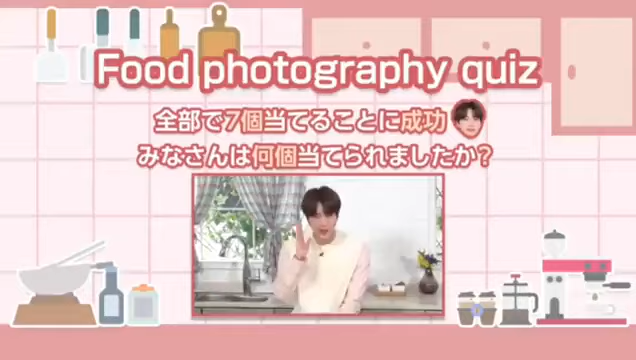 Food photography quiz
全部で7個当てることに成功
みなさんは何個当てられましたか?